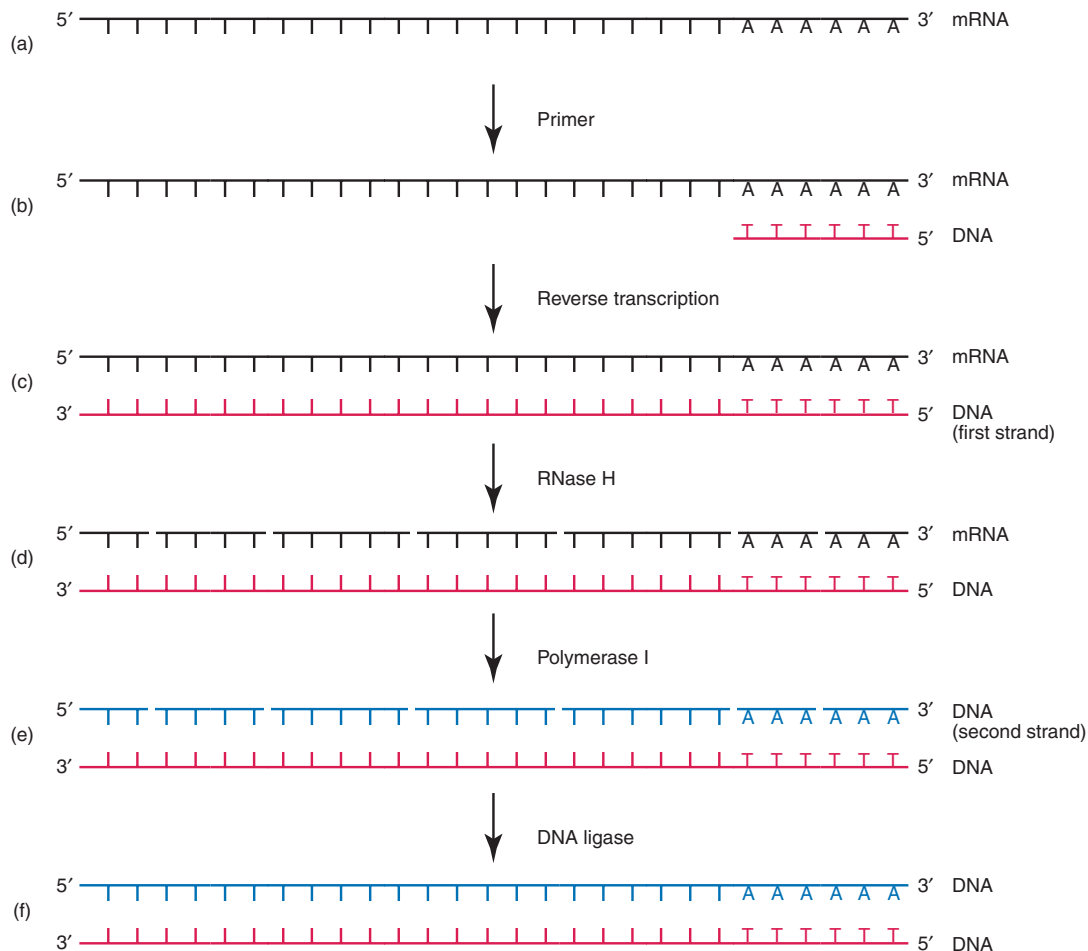 5′ A A A A A A 3′ mRNA
(a)
Primer
5′ A A A A A A 3′ mRNA
(b)
T T T T T T 5′ DNA
Reverse transcription
5′ A A A A A A 3′ mRNA
(c)
3′ T T T T T T 5′ DNA
(first strand)
RNase H
5′ A A A A A A 3′ mRNA
(d)
3′ T T T T T T 5′ DNA
Polymerase I
5′ A A A A A A 3′ DNA
(second strand)
(e)
3′ T T T T T T 5′ DNA
DNA ligase
5′ A A A A A A 3′ DNA
(f)
3′ T T T T T T 5′ DNA